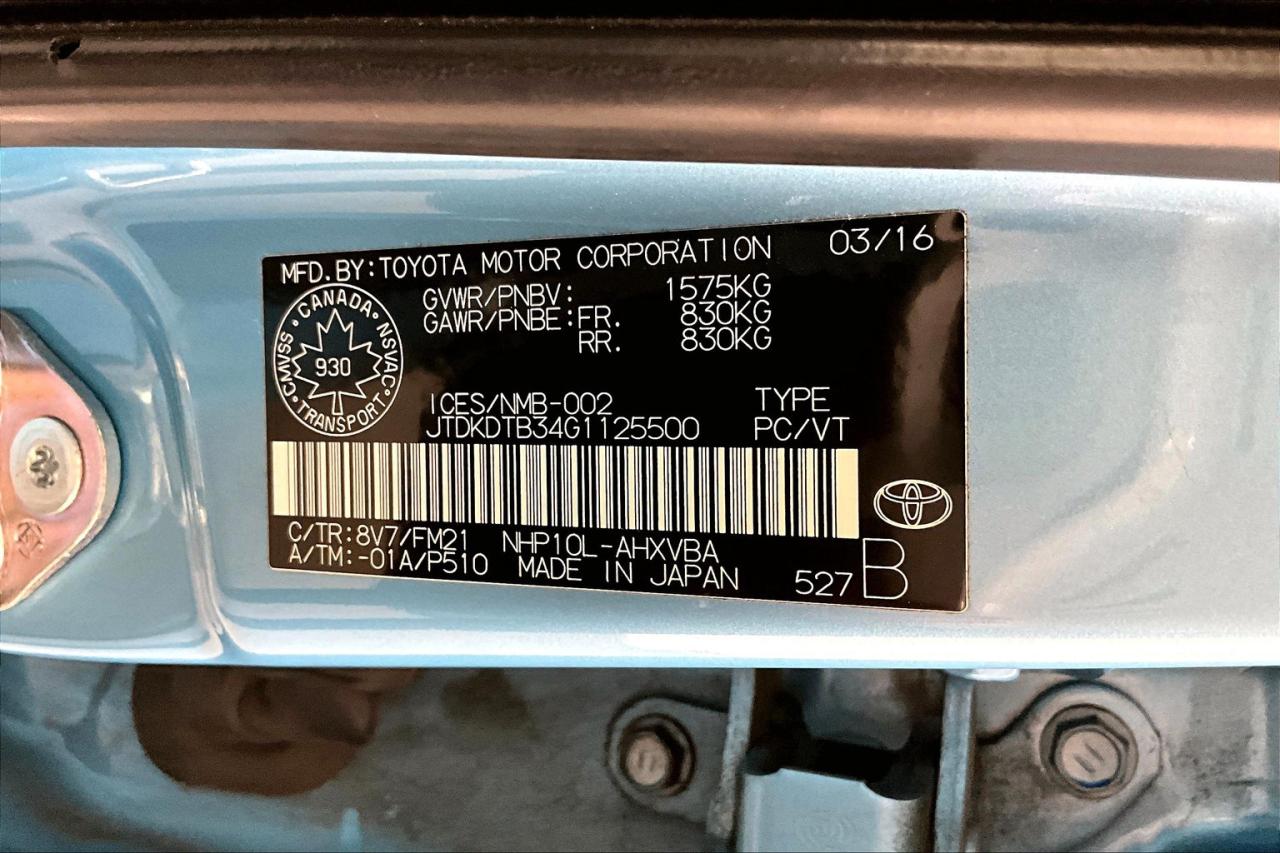 MFD.BY:TOYOTA MOTOR CORPORATION 03/16
GVWR/PNBV: 1575KG
GAWR/PNBE:FR. 830KG
RR. 830KG
CANADA · NSVAC · TRANSPORT · CMVSS ·
930
ICES/NMB-002 TYPE
JTDKDTB34G1125500 PC/VT
C/TR:8V7/FM21 NHP10L-AHXVBA
A/TM:-01A/P510 MADE IN JAPAN 527 B